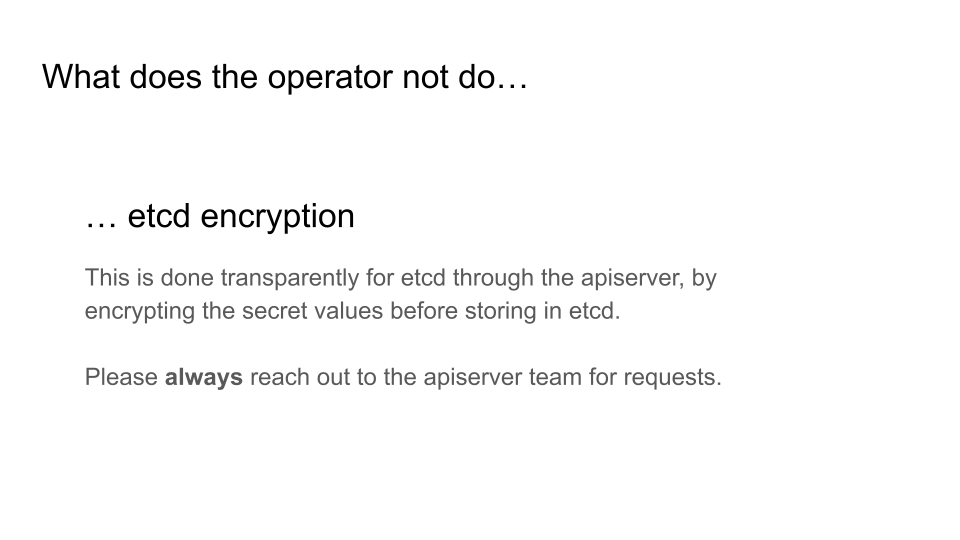 What does the operator not do…
… etcd encryption
This is done transparently for etcd through the apiserver, by
encrypting the secret values before storing in etcd.
Please always reach out to the apiserver team for requests.